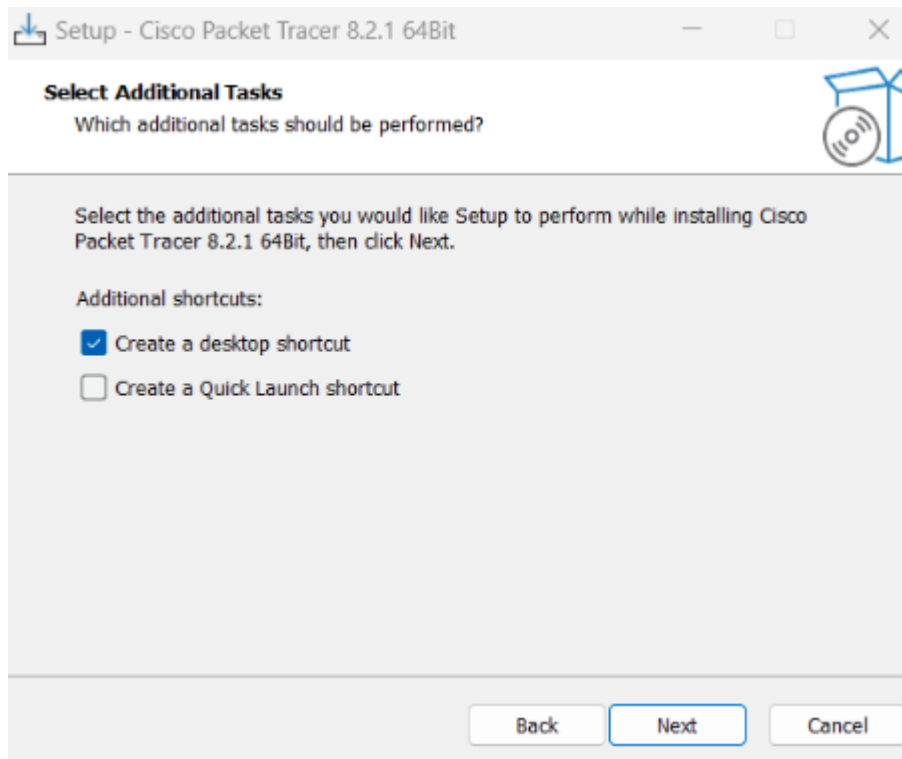 Setup - Cisco Packet Tracer 8.2.1 64Bit
Select Additional Tasks
Which additional tasks should be performed?
Select the additional tasks you would like Setup to perform while installing Cisco
Packet Tracer 8.2.1 64Bit, then click Next.
Additional shortcuts:
Create a desktop shortcut
Create a Quick Launch shortcut
Back Next Cancel